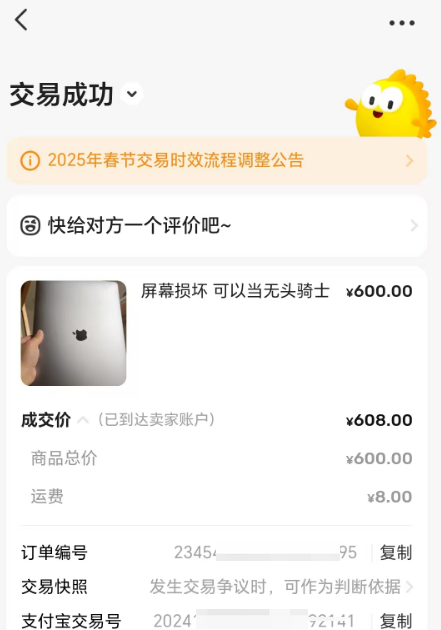 交易成功
2025年春节交易时效流程调整公告
快给对方一个评价吧~
屏幕损坏 可以当无头骑士 ¥600.00
成交价 (已到达卖家账户) ¥608.00
商品总价 ¥600.00
运费 ¥8.00
订单编号 23454 95 复制
交易快照 发生交易争议时，可作为判断依据
支付宝交易号 20241 92141 复制